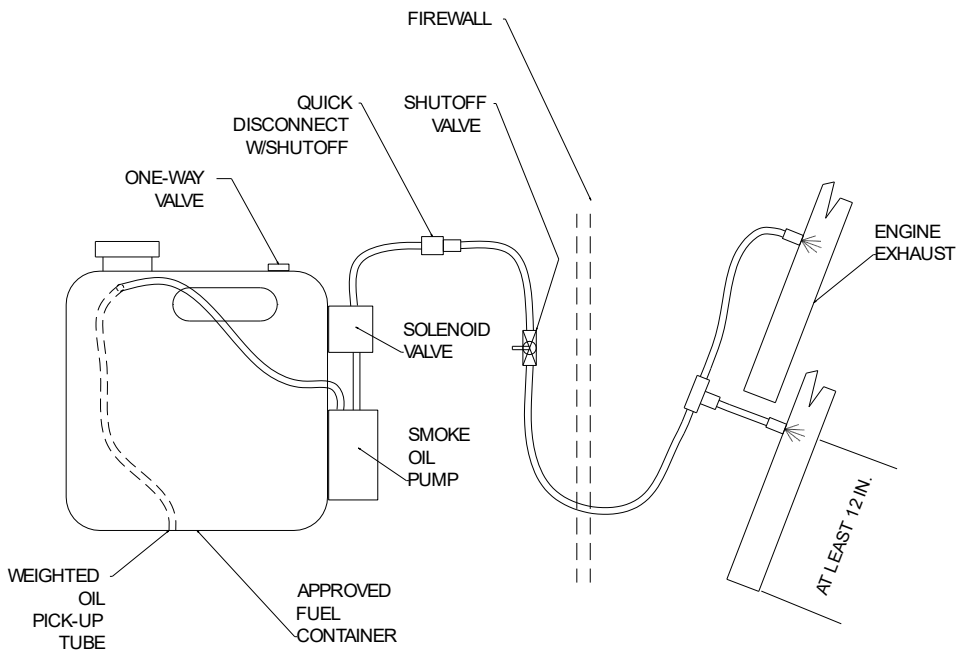 FIREWALL
QUICK
DISCONNECT
W/SHUTOFF
SHUTOFF
VALVE
ONE-WAY
VALVE
ENGINE
EXHAUST
SOLENOID
VALVE
SMOKE
OIL
PUMP
AT LEAST 12 IN.
WEIGHTED
OIL
PICK-UP
TUBE
APPROVED
FUEL
CONTAINER